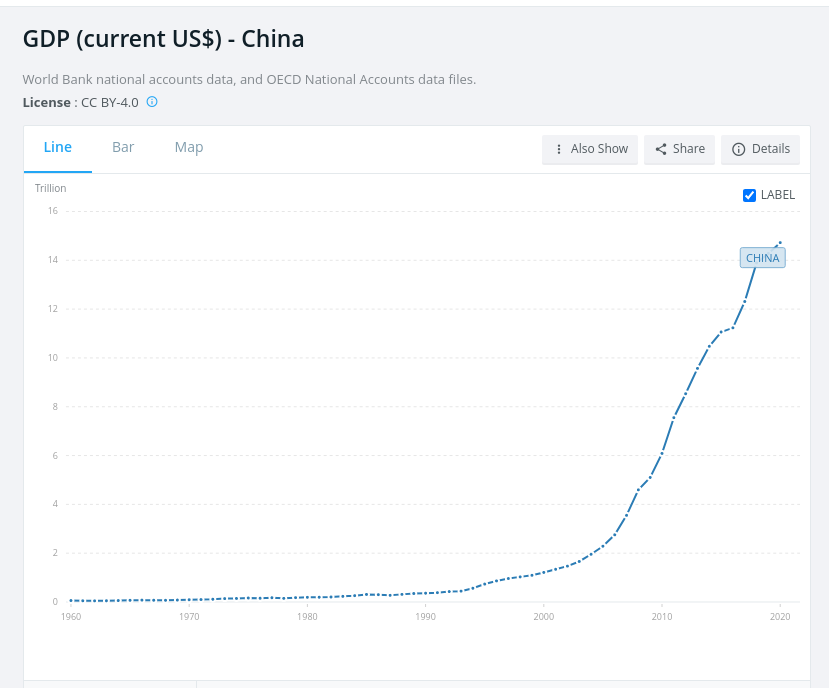 GDP (current US$) - China
World Bank national accounts data, and OECD National Accounts data files.
License : CC BY-4.0
Line Bar Map Also Show Share Details
Trillion
LABEL
16
14
CHINA
12
10
8
6
4
2
0
1960 1970 1980 1990 2000 2010 2020